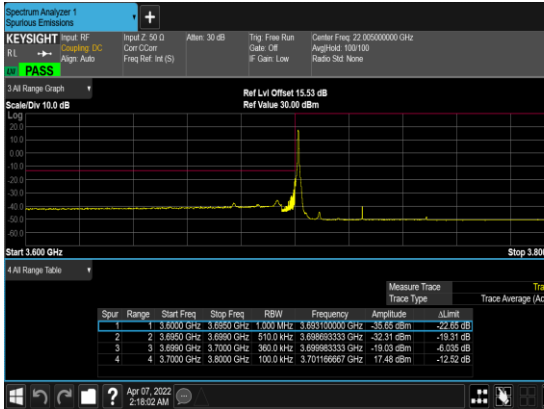 Spectrum Analyzer 1
Spurious Emissions
+
KEYSIGHT Input: RF Input Z: 50 Ω Atten: 30 dB Trig: Free Run Center Freq: 22.005000000 GHz
RL Coupling: DC Corr CCorr Gate: Off Avg|Hold: 100/100
Align: Auto Freq Ref: Int (S) IF Gain: Low Radio Std: None
PASS
3 All Range Graph Ref Lvl Offset 15.53 dB
Scale/Div 10.0 dB Ref Value 30.00 dBm
Log
20.0
10.0
0.00
-10.0
-20.0
-30.0
-40.0
-50.0
-60.0
Start 3.600 GHz Stop 3.800
4 All Range Table
Measure Trace Tra
Trace Type Trace Average (Ac
Spur Range Start Freq Stop Freq RBW Frequency Amplitude ΔLimit
1 1 3.6000 GHz 3.6950 GHz 1.000 MHz 3.693100000 GHz -35.65 dBm -22.65 dB
2 2 3.6950 GHz 3.6990 GHz 510.0 kHz 3.698693333 GHz -32.31 dBm -19.31 dB
3 3 3.6990 GHz 3.7000 GHz 360.0 kHz 3.699983333 GHz -19.03 dBm -6.035 dB
4 4 3.7000 GHz 3.8000 GHz 100.0 kHz 3.701166667 GHz 17.48 dBm -12.52 dB
? Apr 07, 2022
2:18:02 AM